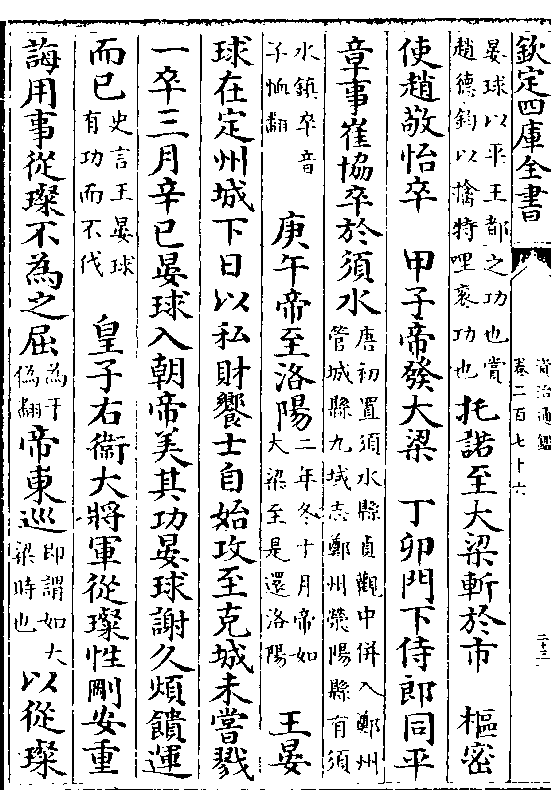 欽定四庫全書
資治通鑑
卷二百七十六
二十三
晏球以平王都之功也賞
趙德鈞以擒特哩袞功也托諾至大梁斬於市　樞密
使趙敬怡卒　甲子帝發大梁　丁卯門下侍郎同平
章事崔協卒於須水唐初置須水縣貞觀中併入鄭州
管城縣九域志鄭州滎陽縣有須
水鎮卒音
子恤翻　庚午帝至洛陽二年冬十月帝如
大梁至是還洛陽　王晏
球在定州城下日以私財饗士自始攻至克城未嘗戮
一卒三月辛巳晏球入朝帝美其功晏球謝久煩饋運
而已史言王晏球
有功而不伐　皇子右衛大將軍從璨性剛安重
誨用事從璨不為之屈為于
偽翻帝東巡即謂如大
梁時也以從璨